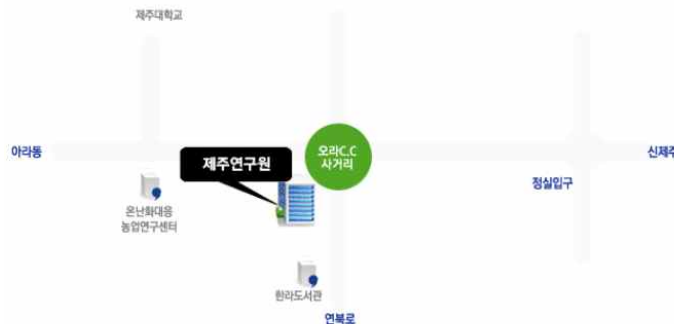 제주대학교
아라동
제주연구원
오라C.C
사거리
신제주
정실입구
온난화대응
농업연구센터
한라도서관
연북로